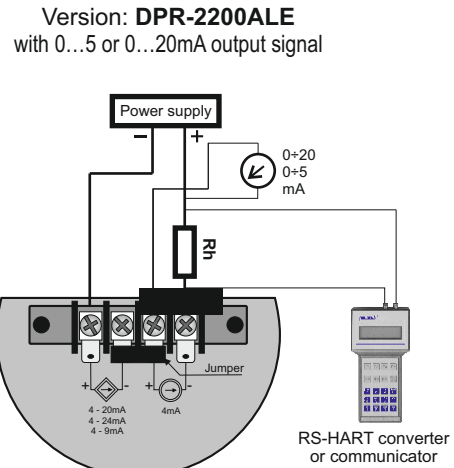 Version: DPR-2200ALE
with 0...5 or 0...20mA output signal
Power supply
− +
0÷20
0÷5
mA
Rh
Jumper
+ - + -
4 - 20mA
4 - 24mA
4 - 9mA
4mA
RS-HART converter
or communicator